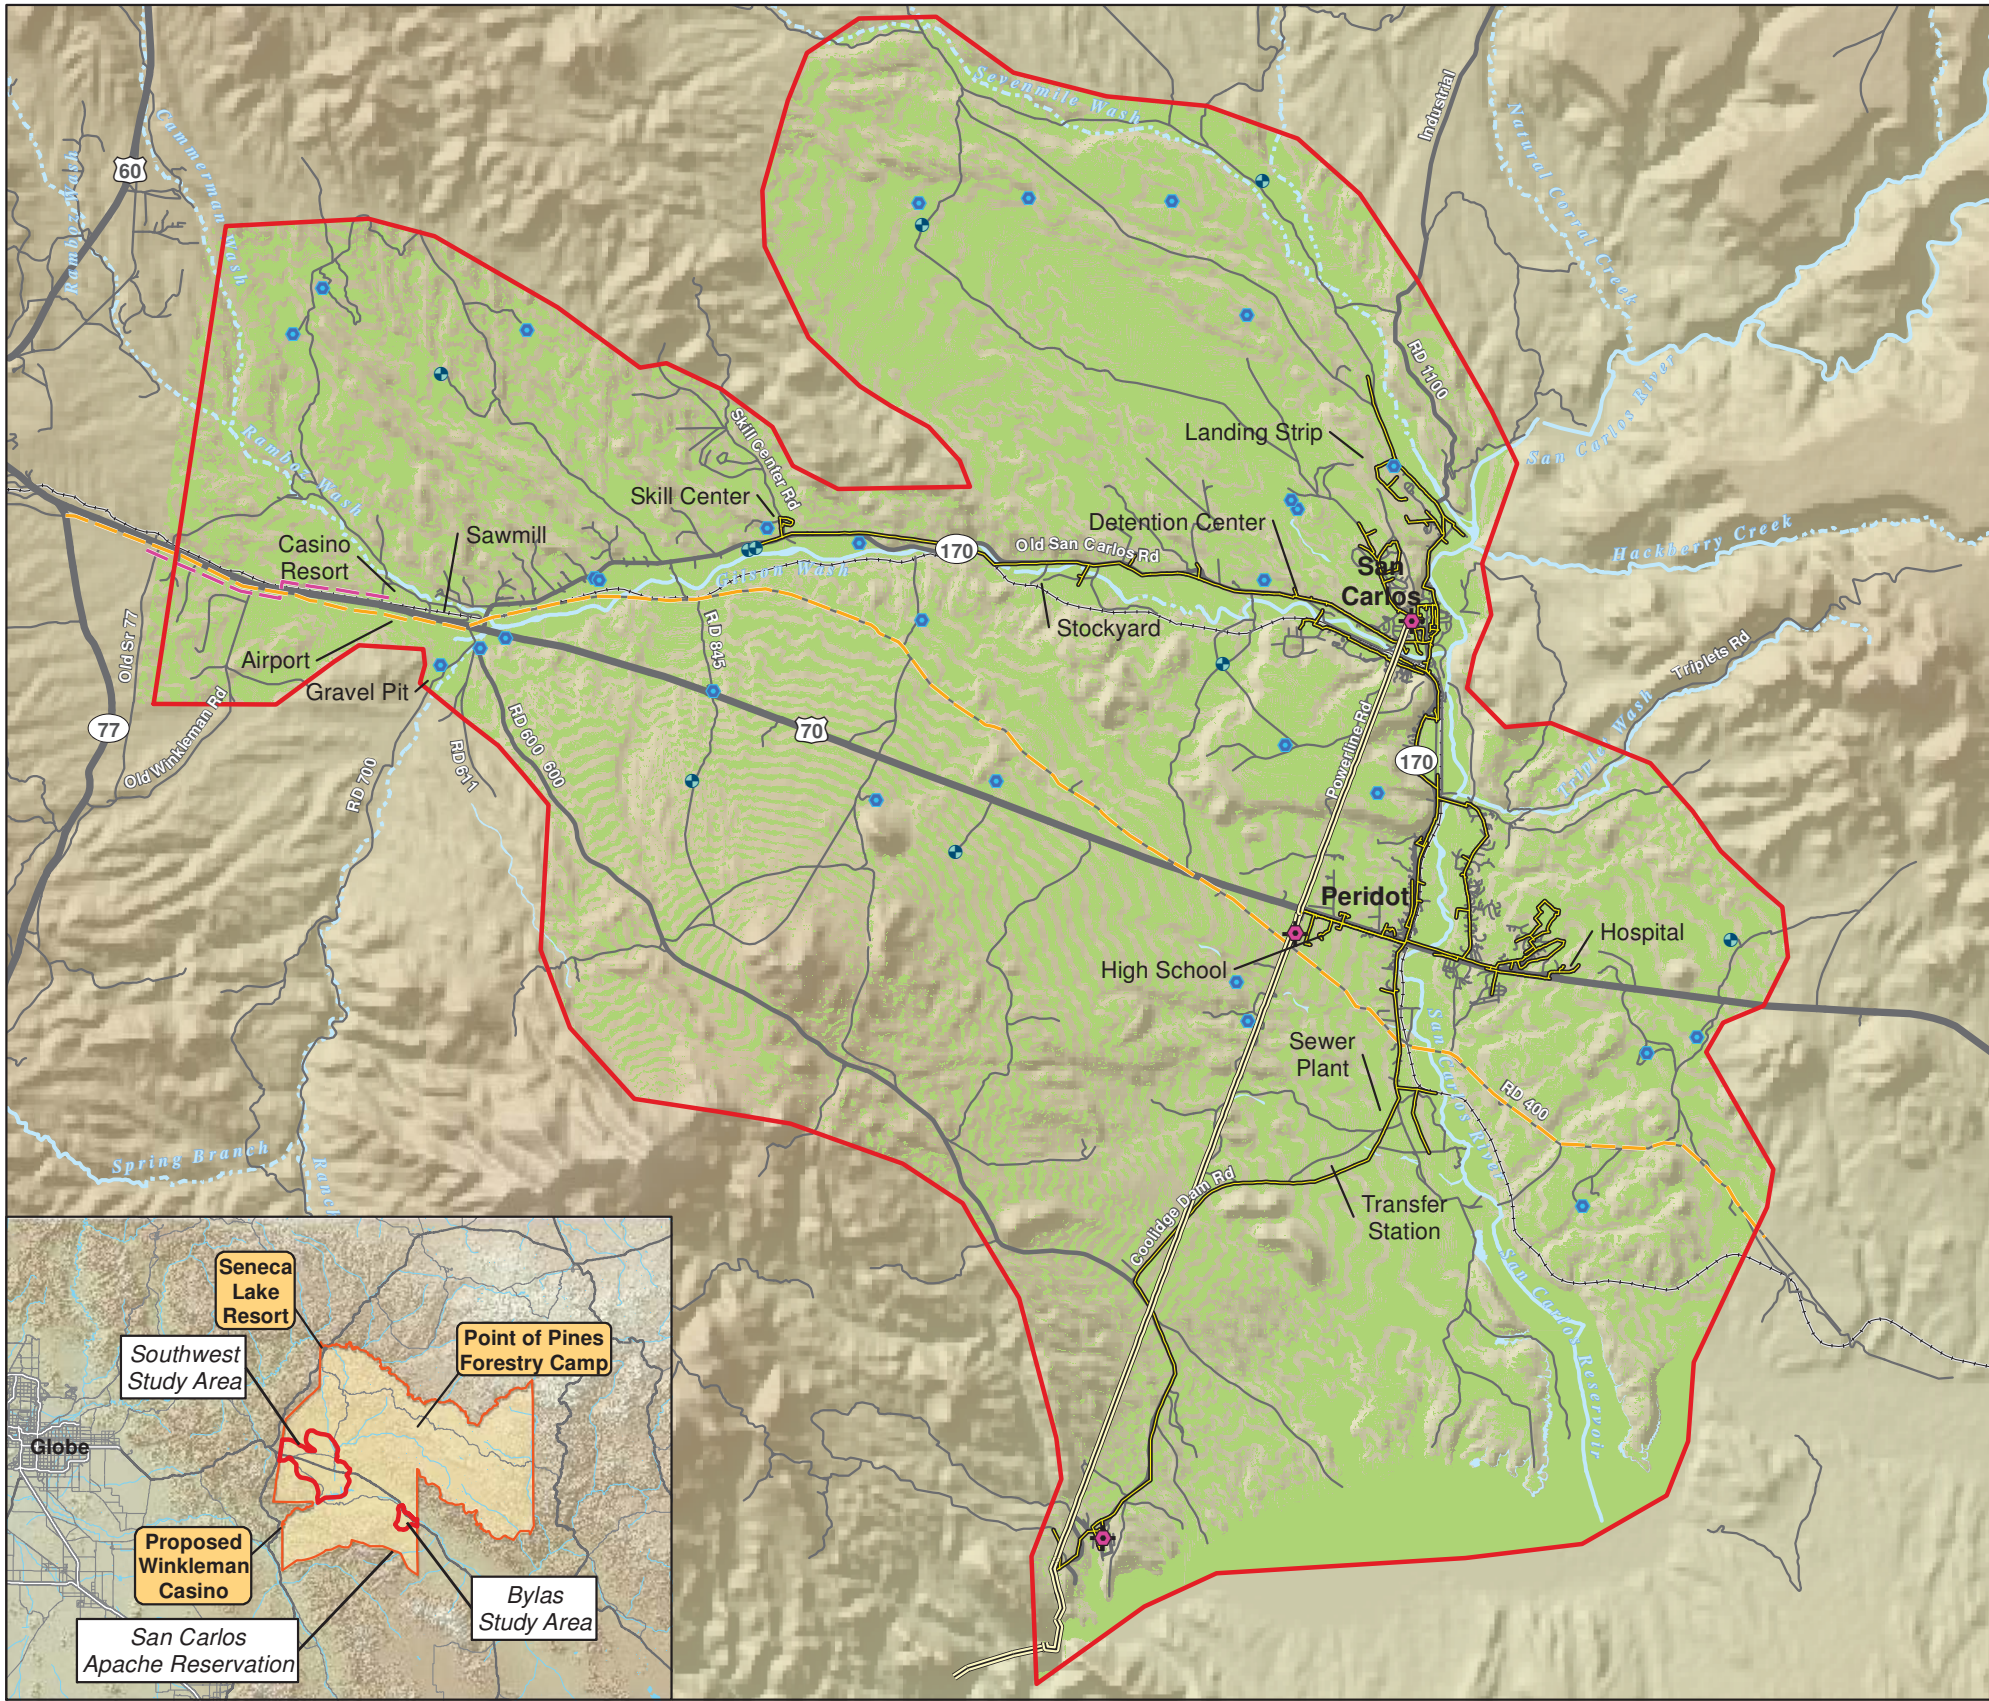 Sevenmile Wash
Industrial
Natural Corral Creek
Cammerman Wash
Ramboz Wash
60
RD 1100
San Carlos River
Landing Strip
Skill Center Rd
Ramboz Wash
Skill Center
Sawmill
Casino
Resort
Detention Center
170
Old San Carlos Rd
Gilson Wash
Hackberry Creek
San
Carlos
Stockyard
Old Sr 77
RD 845
Airport
Gravel Pit
Triplets Rd
Triplet Wash
77
Old Winkleman Rd
RD 600
600
RD 611
RD 700
70
Powerline Rd
170
Peridot
Hospital
High School
San Carlos River
Sewer
Plant
RD 400
Spring Branch
Ranch
Coolidge Dam Rd
Transfer
Station
San Carlos Reservoir
Seneca
Lake
Resort
Point of Pines
Forestry Camp
Southwest
Study Area
Globe
Proposed
Winkleman
Casino
Bylas
Study Area
San Carlos
Apache Reservation